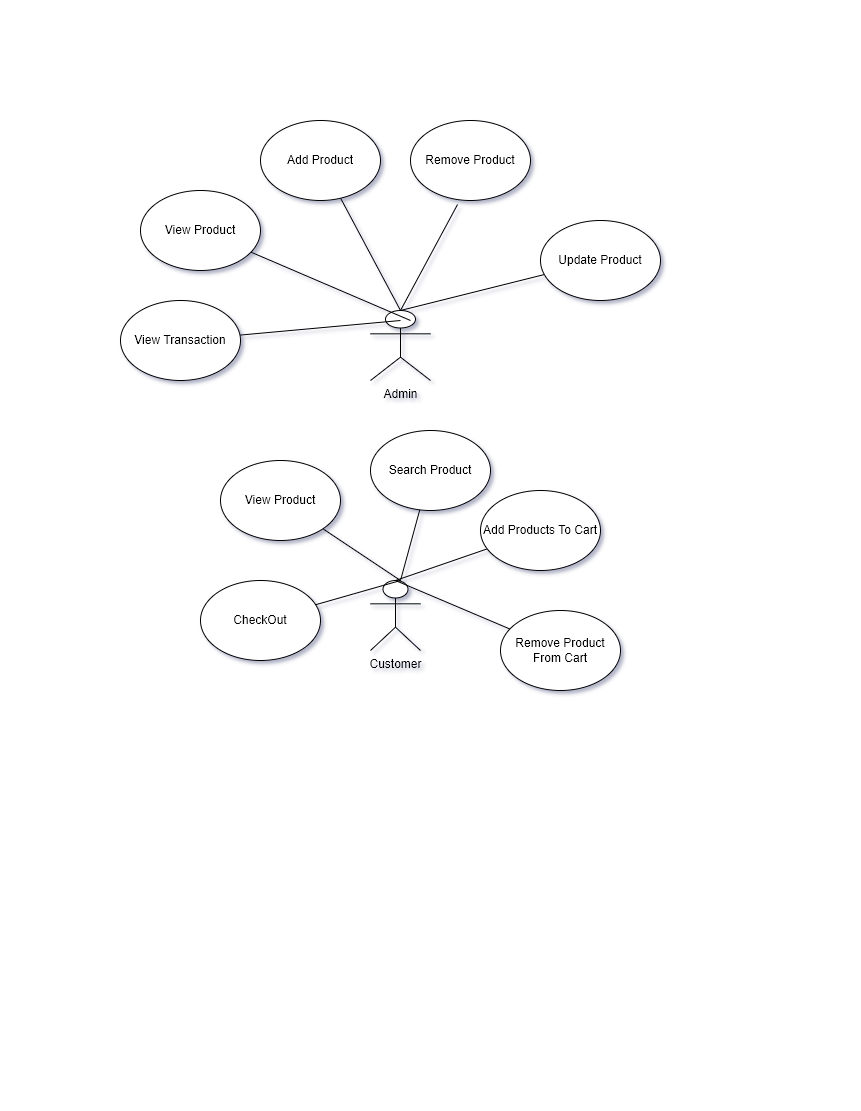 Add Product
Remove Product
View Product
Update Product
View Transaction
Admin
Search Product
View Product
Add Products To Cart
CheckOut
Remove Product
From Cart
Customer